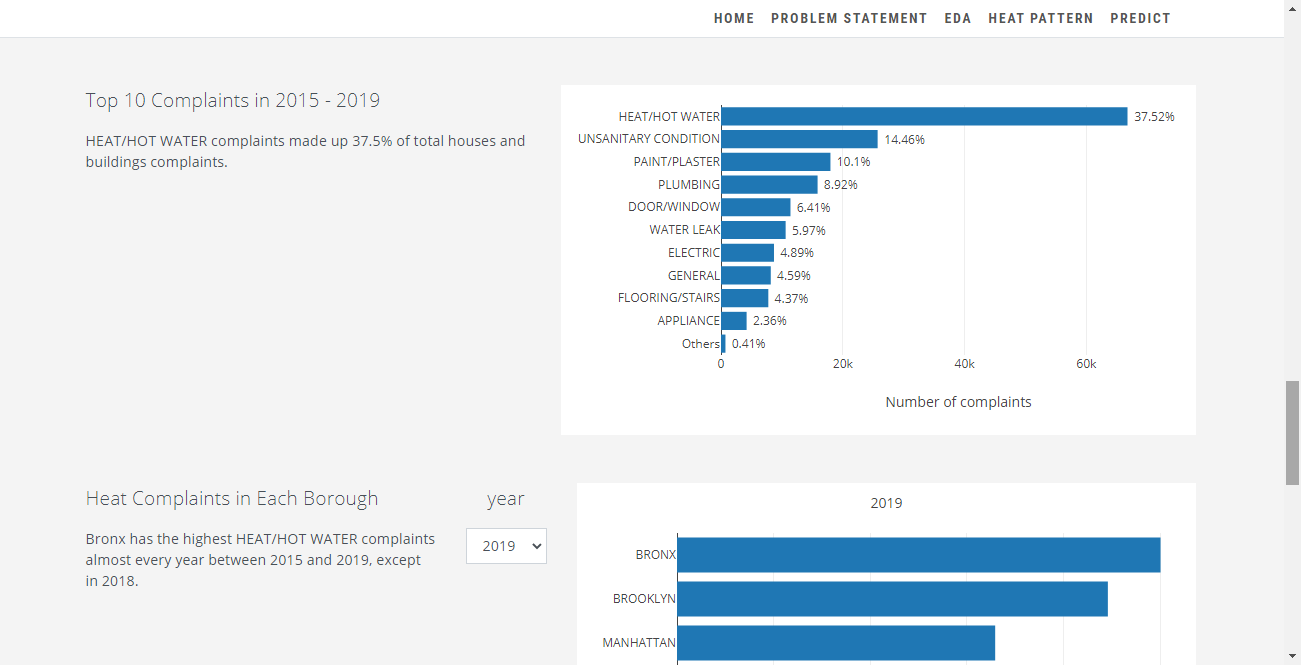 HOME PROBLEM STATEMENT EDA HEAT PATTERN PREDICT
Top 10 Complaints in 2015 - 2019
HEAT/HOT WATER complaints made up 37.5% of total houses and
buildings complaints.
HEAT/HOT WATER 37.52%
UNSANITARY CONDITION 14.46%
PAINT/PLASTER 10.1%
PLUMBING 8.92%
DOOR/WINDOW 6.41%
WATER LEAK 5.97%
ELECTRIC 4.89%
GENERAL 4.59%
FLOORING/STAIRS 4.37%
APPLIANCE 2.36%
Others 0.41%
0 20k 40k 60k
Number of complaints
Heat Complaints in Each Borough
Bronx has the highest HEAT/HOT WATER complaints
almost every year between 2015 and 2019, except
in 2018.
year
2019
2019
BRONX
BROOKLYN
MANHATTAN